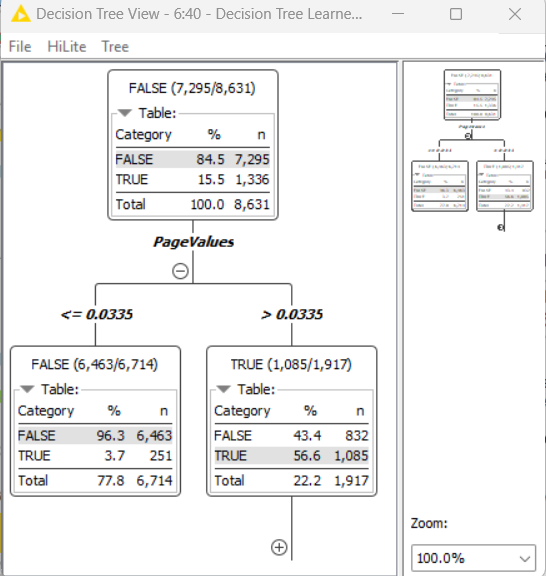 Decision Tree View - 6:40 - Decision Tree Learne...
File HiLite Tree
FALSE (7,295/8,631)
Table:
Category % n
FALSE 84.5 7,295
TRUE 15.5 1,336
Total 100.0 8,631
PageValues
<= 0.0335
> 0.0335
FALSE (6,463/6,714)
Table:
Category % n
FALSE 96.3 6,463
TRUE 3.7 251
Total 77.8 6,714
TRUE (1,085/1,917)
Table:
Category % n
FALSE 43.4 832
TRUE 56.6 1,085
Total 22.2 1,917
Zoom:
100.0%